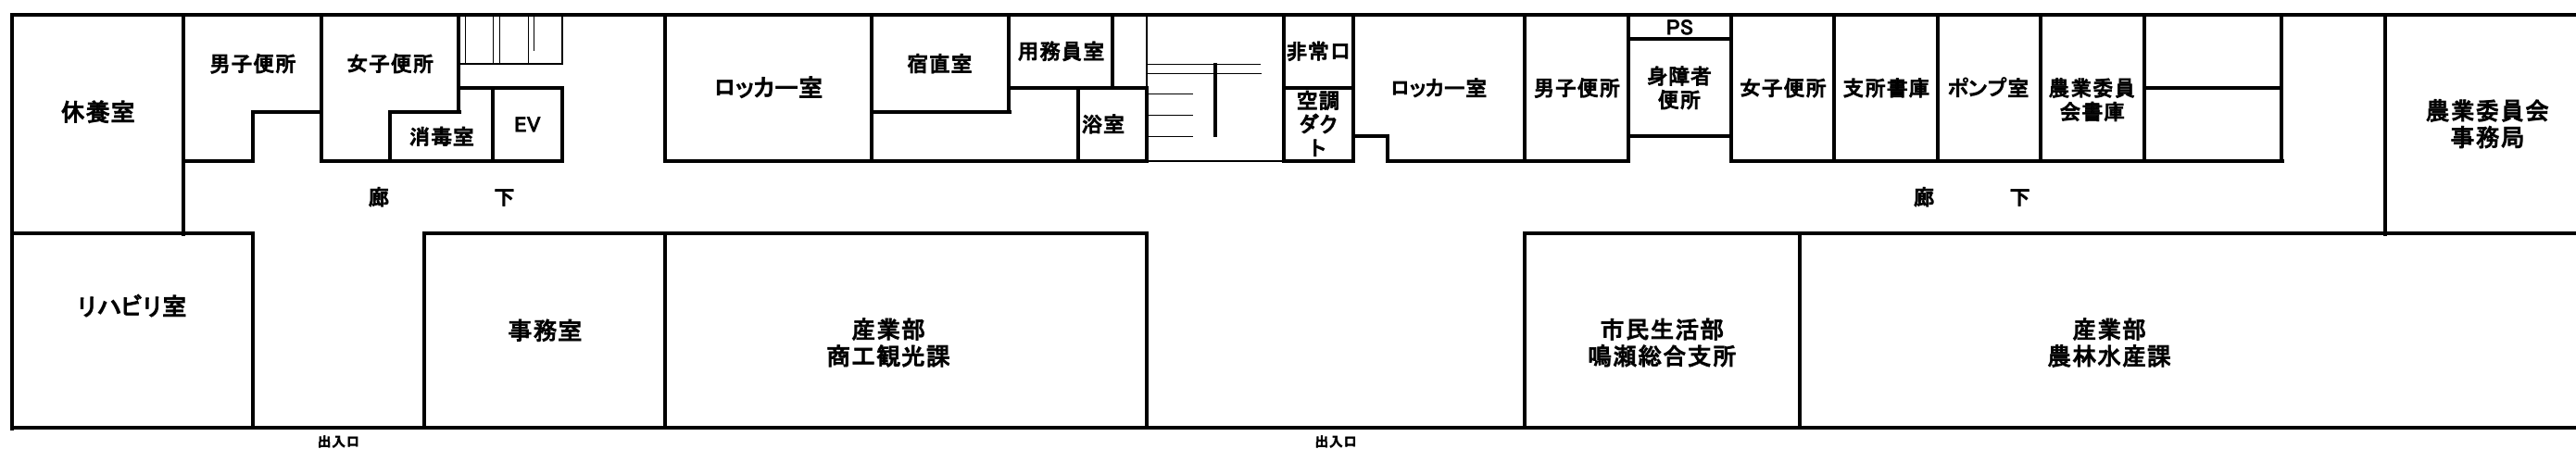 休養室
男子便所
女子便所
消毒室
EV
ロッカー室
宿直室
用務員室
浴室
非常口
空調
ダク
ト
ロッカー室
男子便所
PS
身障者
便所
女子便所
支所書庫
ポンプ室
農業委員
会書庫
農業委員会
事務局
廊　下
廊　下
リハビリ室
事務室
産業部
商工観光課
市民生活部
鳴瀬総合支所
産業部
農林水産課
出入口
出入口